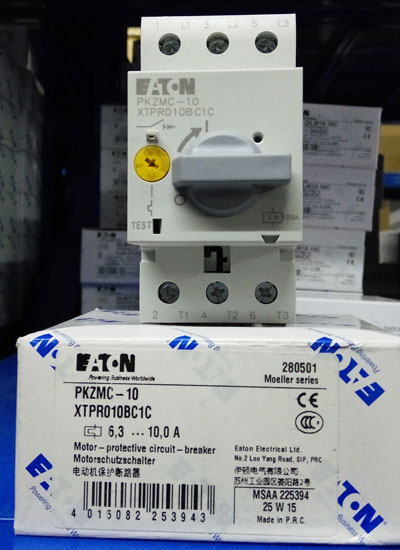 1 L1 3 L2 5 L3
EATON
PKZMC-10
XTPR010BC1C
TEST
155A
2 T1 4 T2 6 T3
EATON
Powering Business Worldwide
280501
Moeller series
PKZMC-10
XTPR010BC1C
6,3 ... 10,0 A
CE
CCC
Motor-protective circuit-breaker
Motorschutzschalter
电动机保护断路器
Eaton Electrical Ltd.
No.2 Lou Yang Road, SIP, PRC
伊顿电气有限公司
苏州工业园区娄阳路2号
MSAA 225394
25 W 15
Made in P.R.C.
4 015082 253943